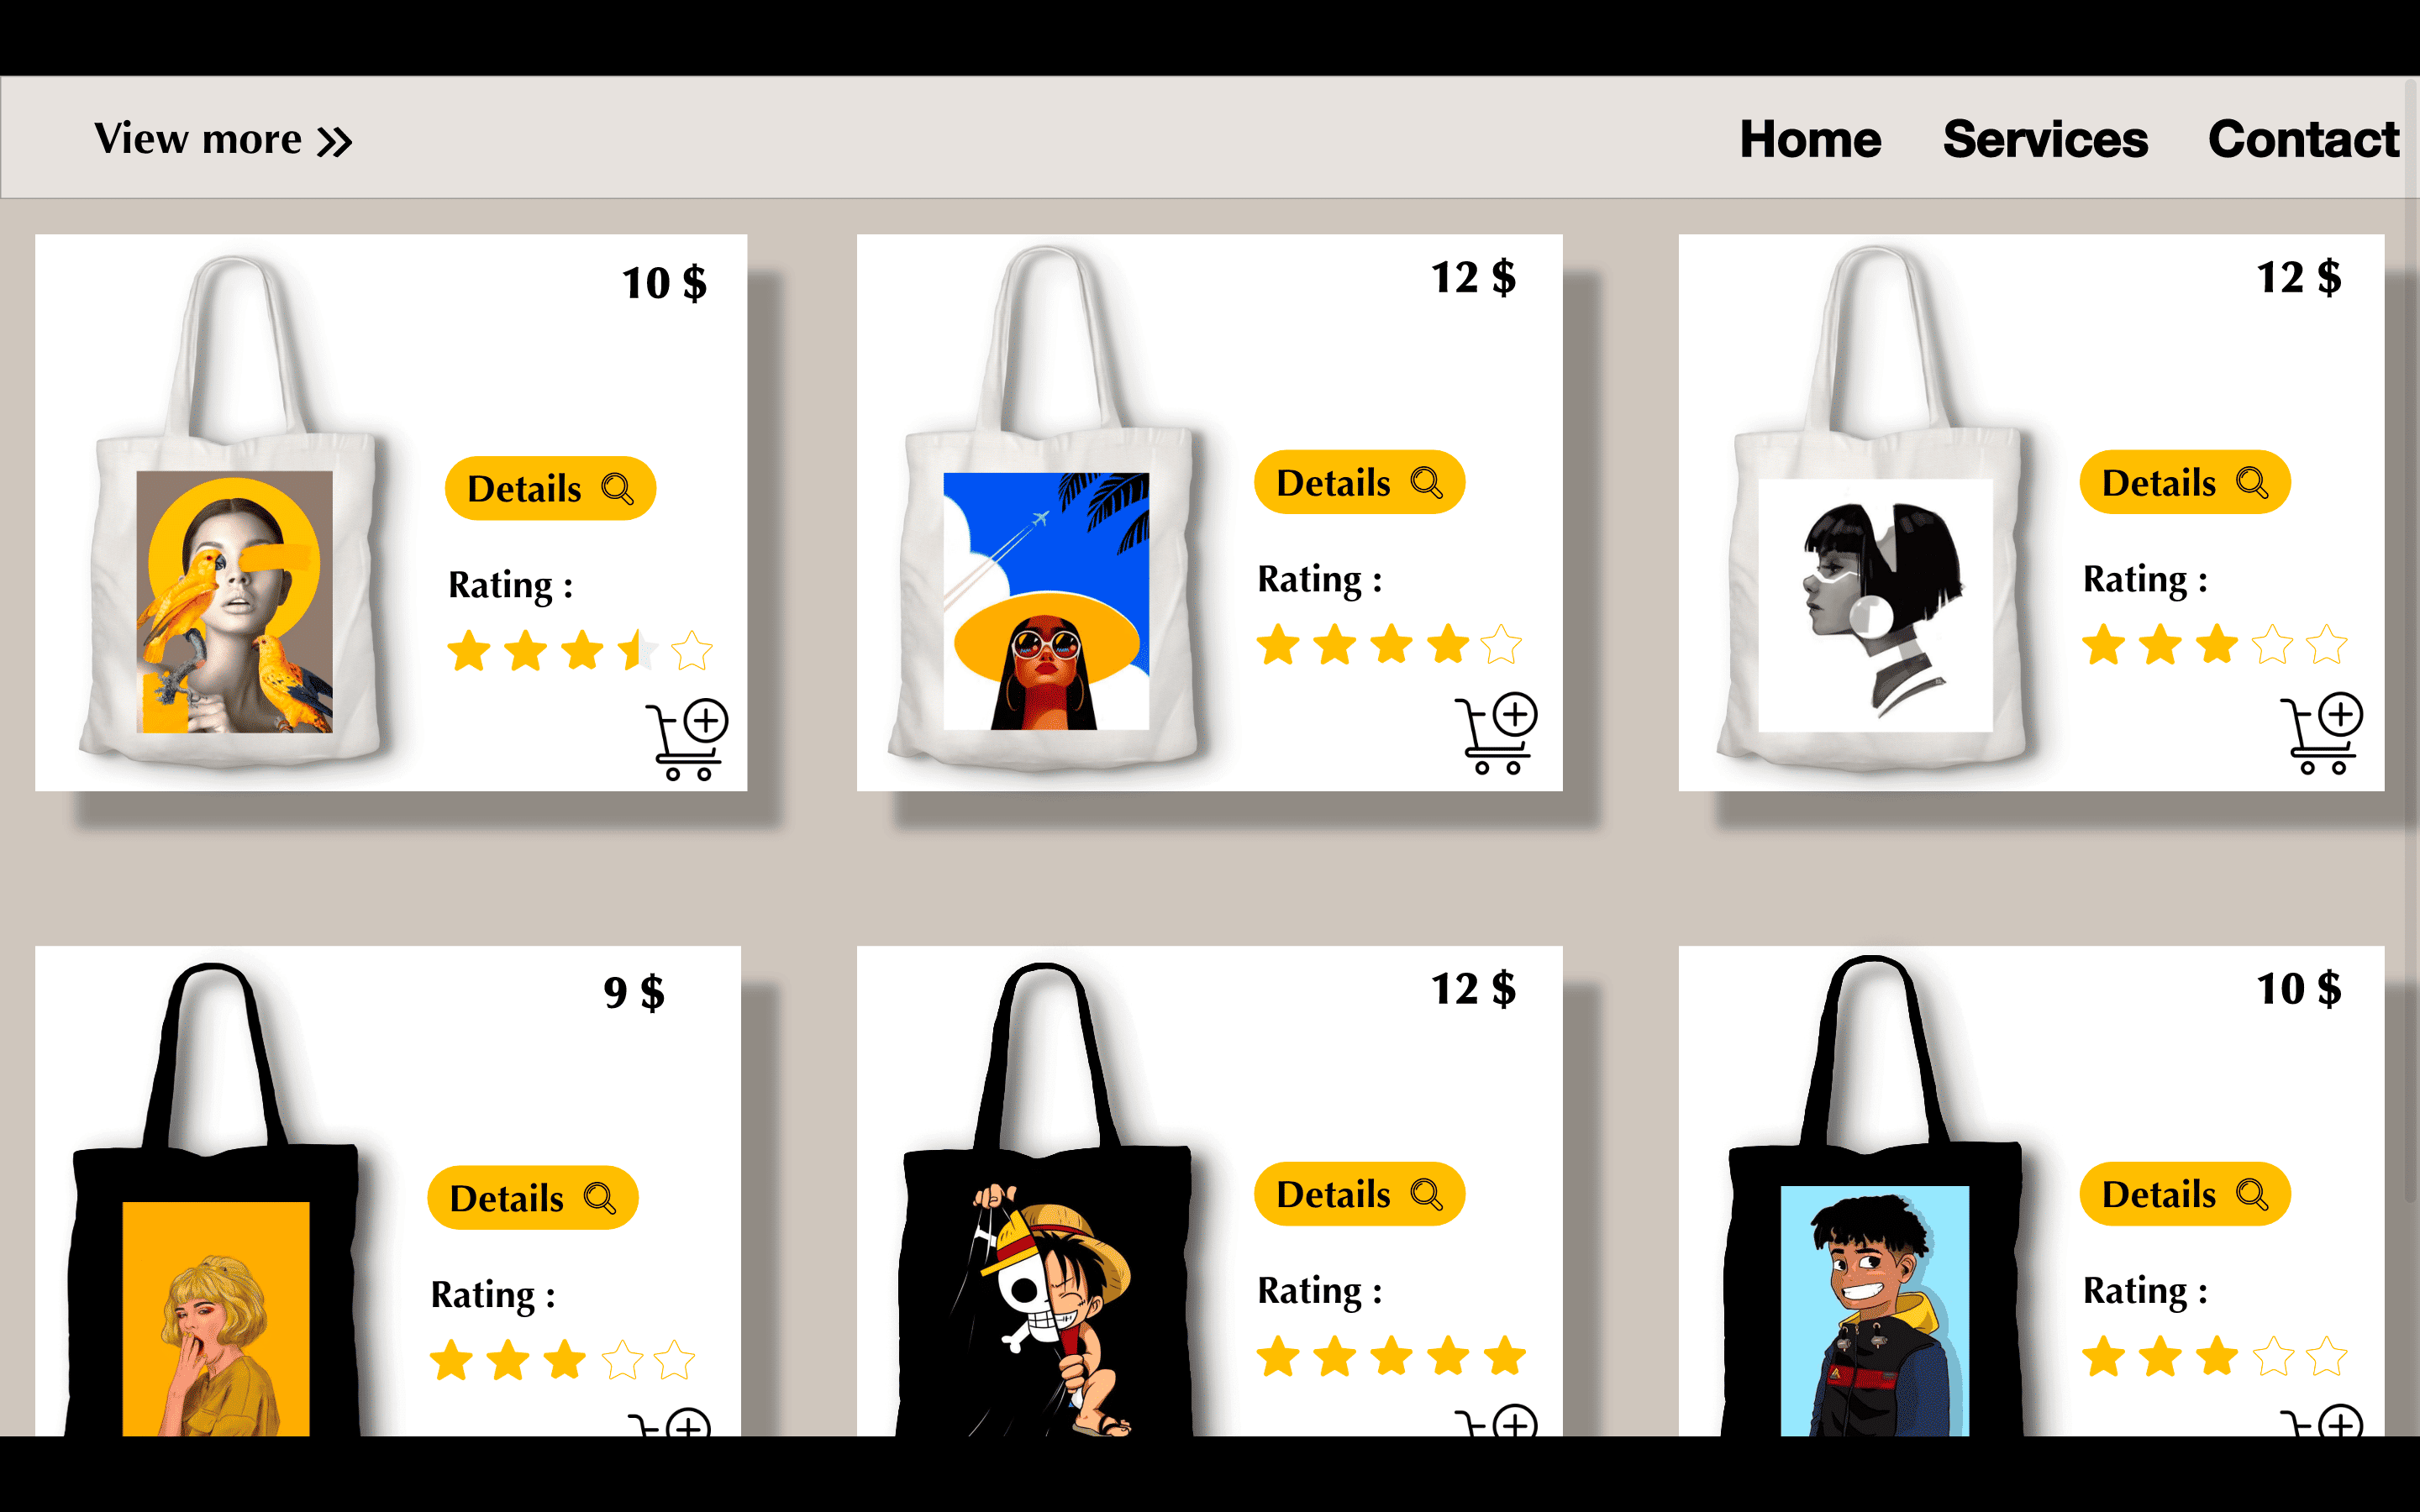 View more
Home Services Contact
10 $
12 $
12 $
Details
Details
Details
Rating :
Rating :
Rating :
9 $
12 $
10 $
Details
Details
Details
Rating :
Rating :
Rating :